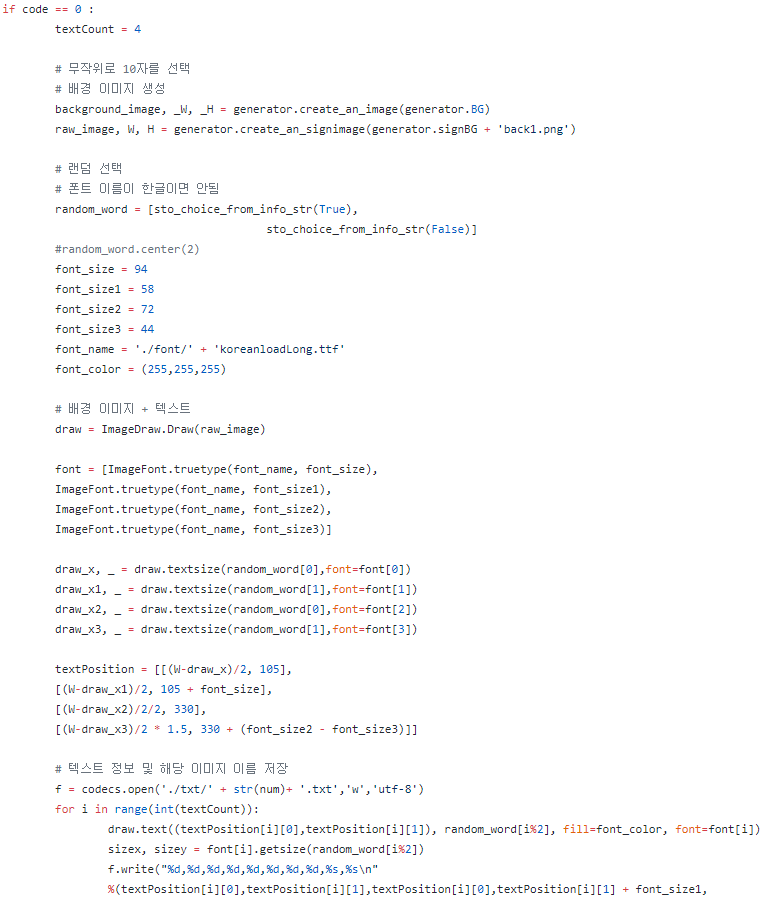 if code == 0 :
textCount = 4
# 무작위로 10자를 선택
# 배경 이미지 생성
background_image, _W, _H = generator.create_an_image(generator.BG)
raw_image, W, H = generator.create_an_signimage(generator.signBG + 'back1.png')
# 랜덤 선택
# 폰트 이름이 한글이면 안됨
random_word = [sto_choice_from_info_str(True),
sto_choice_from_info_str(False)]
#random_word.center(2)
font_size = 94
font_size1 = 58
font_size2 = 72
font_size3 = 44
font_name = './font/' + 'koreanloadLong.ttf'
font_color = (255,255,255)
# 배경 이미지 + 텍스트
draw = ImageDraw.Draw(raw_image)
font = [ImageFont.truetype(font_name, font_size),
ImageFont.truetype(font_name, font_size1),
ImageFont.truetype(font_name, font_size2),
ImageFont.truetype(font_name, font_size3)]
draw_x, _ = draw.textsize(random_word[0],font=font[0])
draw_x1, _ = draw.textsize(random_word[1],font=font[1])
draw_x2, _ = draw.textsize(random_word[0],font=font[2])
draw_x3, _ = draw.textsize(random_word[1],font=font[3])
textPosition = [[(W-draw_x)/2, 105],
[(W-draw_x1)/2, 105 + font_size],
[(W-draw_x2)/2/2, 330],
[(W-draw_x3)/2 * 1.5, 330 + (font_size2 - font_size3)]]
# 텍스트 정보 및 해당 이미지 이름 저장
f = codecs.open('./txt/' + str(num)+ '.txt','w','utf-8')
for i in range(int(textCount)):
draw.text((textPosition[i][0],textPosition[i][1]), random_word[i%2], fill=font_color, font=font[i])
sizex, sizey = font[i].getsize(random_word[i%2])
f.write("%d,%d,%d,%d,%d,%d,%d,%d,%s,%s\n"
%(textPosition[i][0],textPosition[i][1],textPosition[i][0],textPosition[i][1] + font_size1,